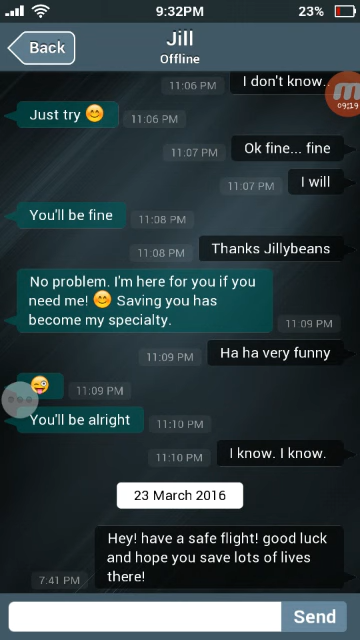 9:32PM
23%
Back
Jill
Offline
11:06 PM
I don't know..
09:19
Just try 😊
11:06 PM
11:07 PM
Ok fine... fine
11:07 PM
I will
You'll be fine
11:08 PM
11:08 PM
Thanks Jillybeans
No problem. I'm here for you if you
need me! 😊 Saving you has
become my specialty.
11:09 PM
11:09 PM
Ha ha very funny
😜
11:09 PM
You'll be alright
11:10 PM
11:10 PM
I know. I know.
23 March 2016
Hey! have a safe flight! good luck
and hope you save lots of lives
there!
7:41 PM
Send